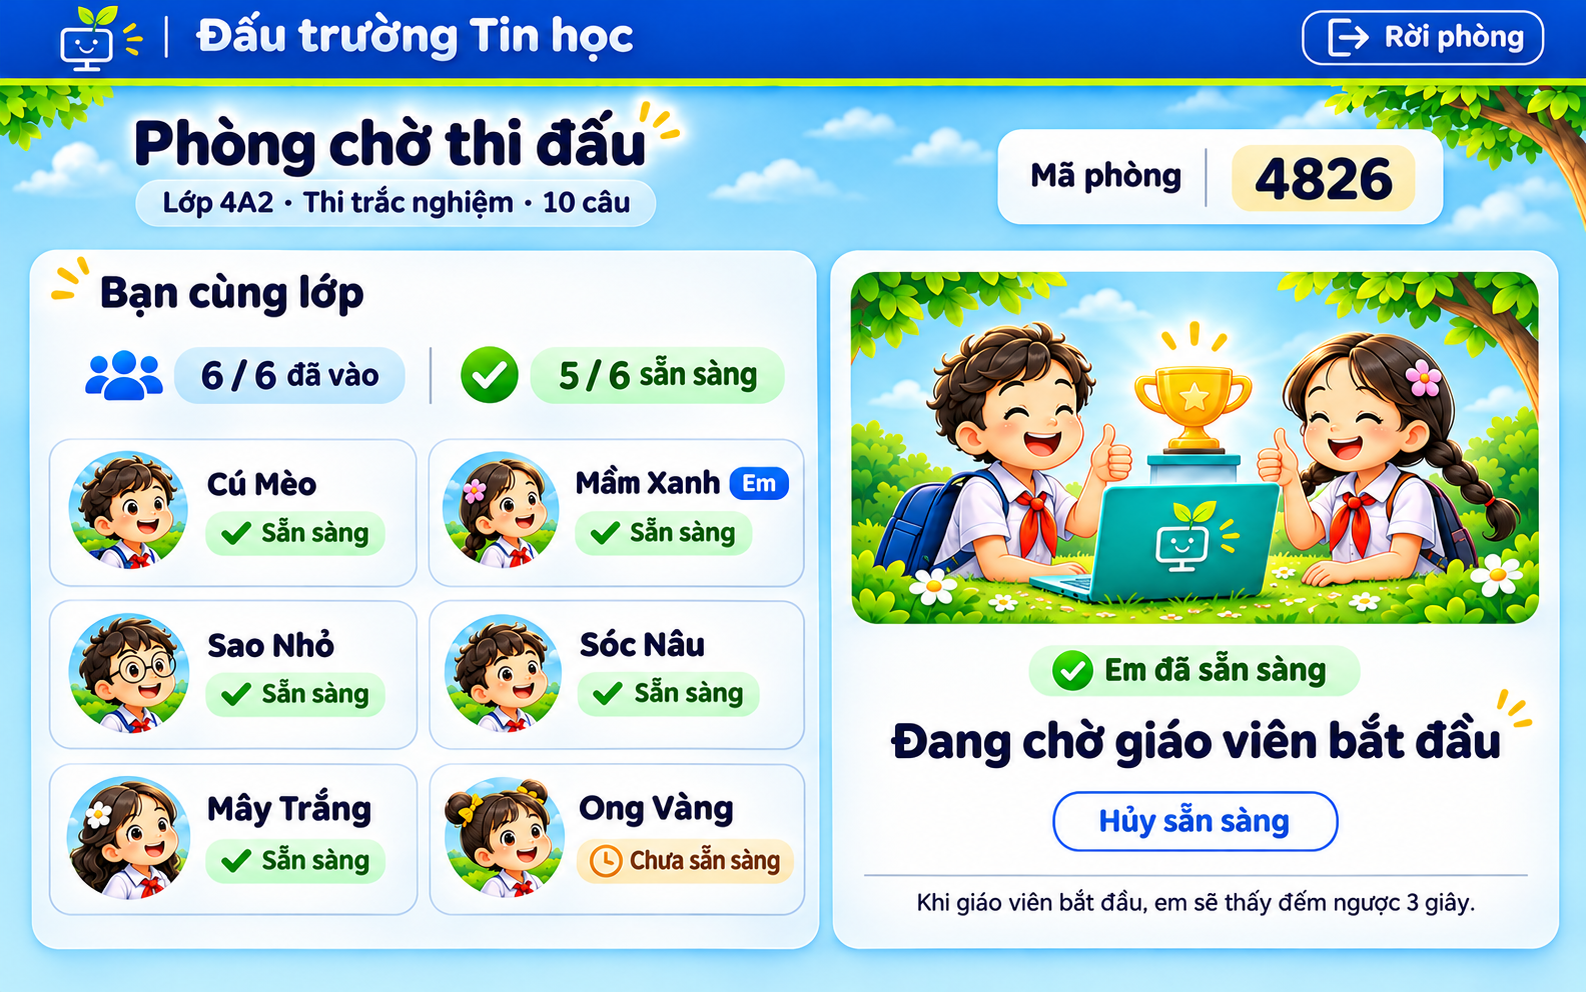 Đấu trường Tin học
Rời phòng
Phòng chờ thi đấu
Lớp 4A2 · Thi trắc nghiệm · 10 câu
Mã phòng
4826
Bạn cùng lớp
6 / 6 đã vào
5 / 6 sẵn sàng
Cú Mèo
Sẵn sàng
Mầm Xanh Em
Sẵn sàng
Sao Nhỏ
Sẵn sàng
Sóc Nâu
Sẵn sàng
Mây Trắng
Sẵn sàng
Ong Vàng
Chưa sẵn sàng
Em đã sẵn sàng
Đang chờ giáo viên bắt đầu
Hủy sẵn sàng
Khi giáo viên bắt đầu, em sẽ thấy đếm ngược 3 giây.